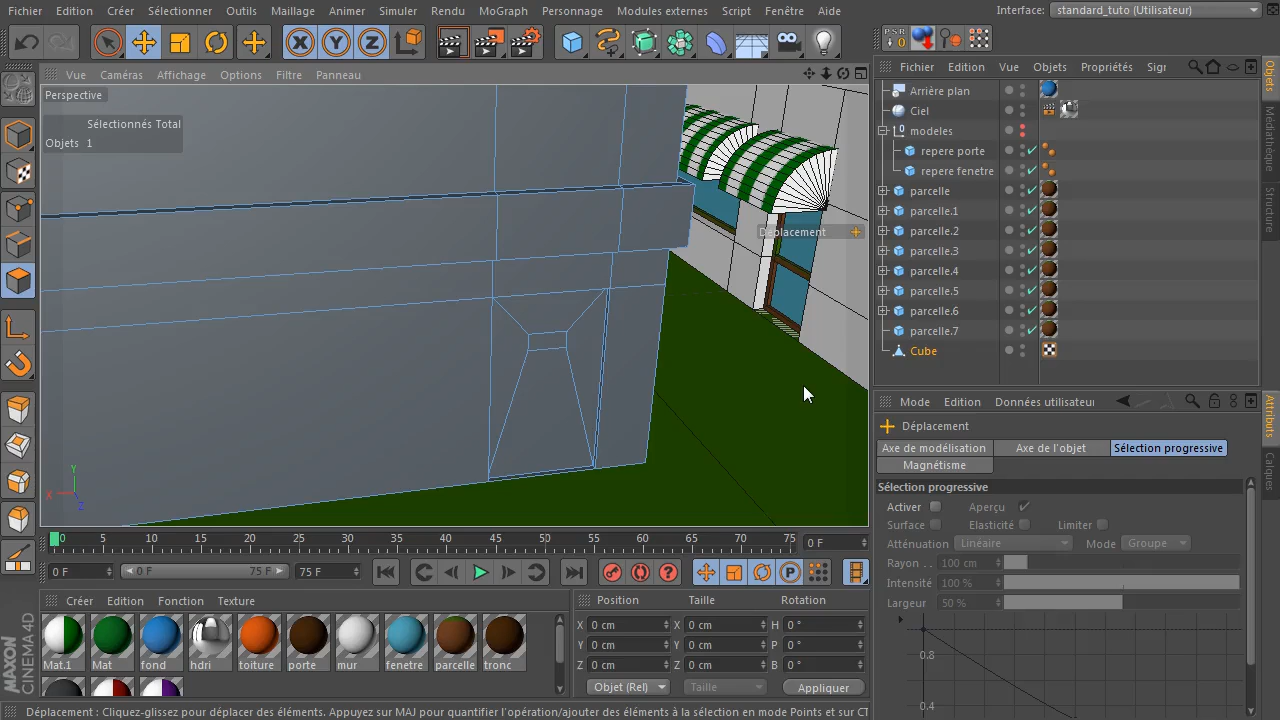 Fichier Edition Créer Sélectionner Outils Maillage Animer Simuler Rendu MoGraph Personnage Modules externes Script Fenêtre Aide Interface: standard_tuto (Utilisateur)
PSR
0
X Y Z
Vue Caméras Affichage Options Filtre Panneau
Fichier Edition Vue Objets Propriétés Sigr
Perspective
Sélectionnés Total
Objets 1
Déplacement
Arrière plan
Ciel
modeles
repere porte
repere fenetre
parcelle
parcelle.1
parcelle.2
parcelle.3
parcelle.4
parcelle.5
parcelle.6
parcelle.7
Cube
Objets
Médiathèque
Structure
Y
X
Z
Mode Edition Données utilisateu
Déplacement
Axe de modélisation Axe de l'objet Sélection progressive
Magnétisme
Sélection progressive
Activer Aperçu
Surface Elasticité Limiter
Atténuation Linéaire Mode Groupe
Rayon . . 100 cm
Intensité 100 %
Largeur 50 %
0.8
0.4
Attributs
Calques
0 5 10 15 20 25 30 35 40 45 50 55 60 65 70 75 0 F
0 F 0 F 75 F 75 F
P
Créer Edition Fonction Texture
Mat.1 Mat fond hdri toiture porte mur fenetre parcelle tronc
Position Taille Rotation
X 0 cm X 0 cm H 0 °
Y 0 cm Y 0 cm P 0 °
Z 0 cm Z 0 cm B 0 °
Objet (Rel) Taille Appliquer
MAXON
CINEMA 4D
Déplacement : Cliquez-glissez pour déplacer des éléments. Appuyez sur MAJ pour quantifier l'opération/ajouter des éléments à la sélection en mode Points et sur CT